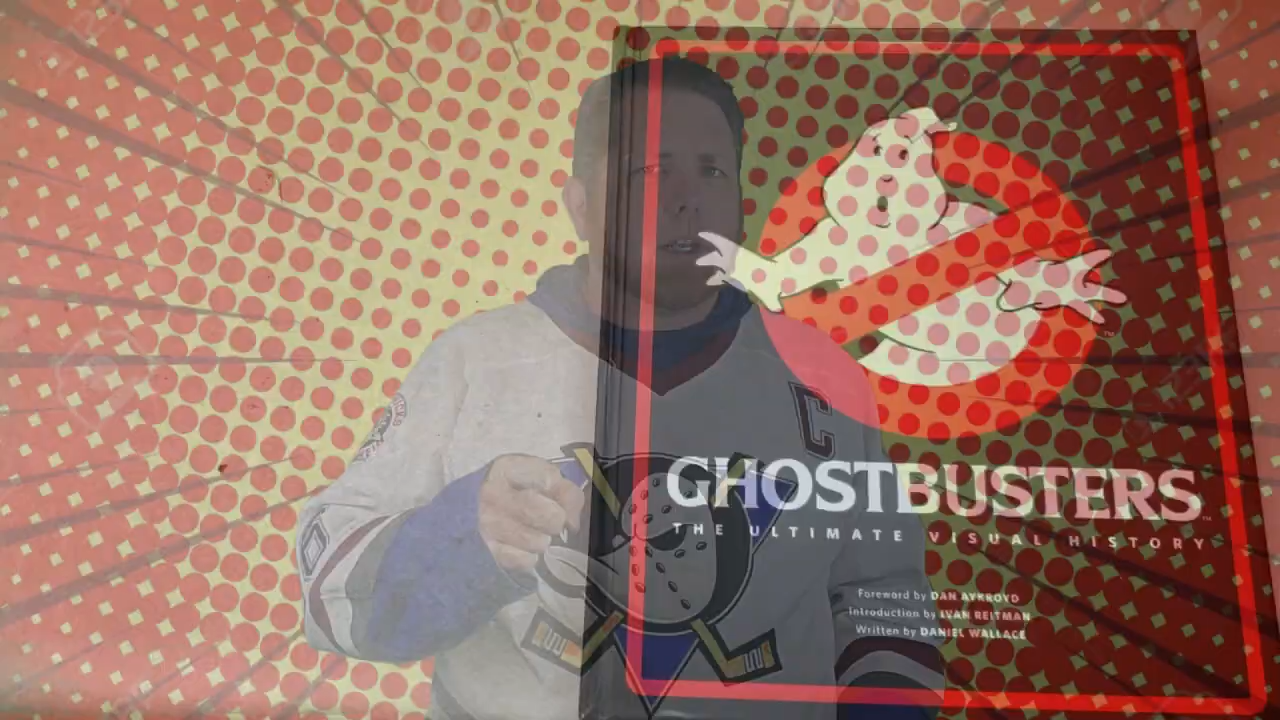 C
GHOSTBUSTERS
THE ULTIMATE VISUAL HISTORY
Foreword by DAN AYKROYD
Introduction by IVAN REITMAN
Written by DANIEL WALLACE